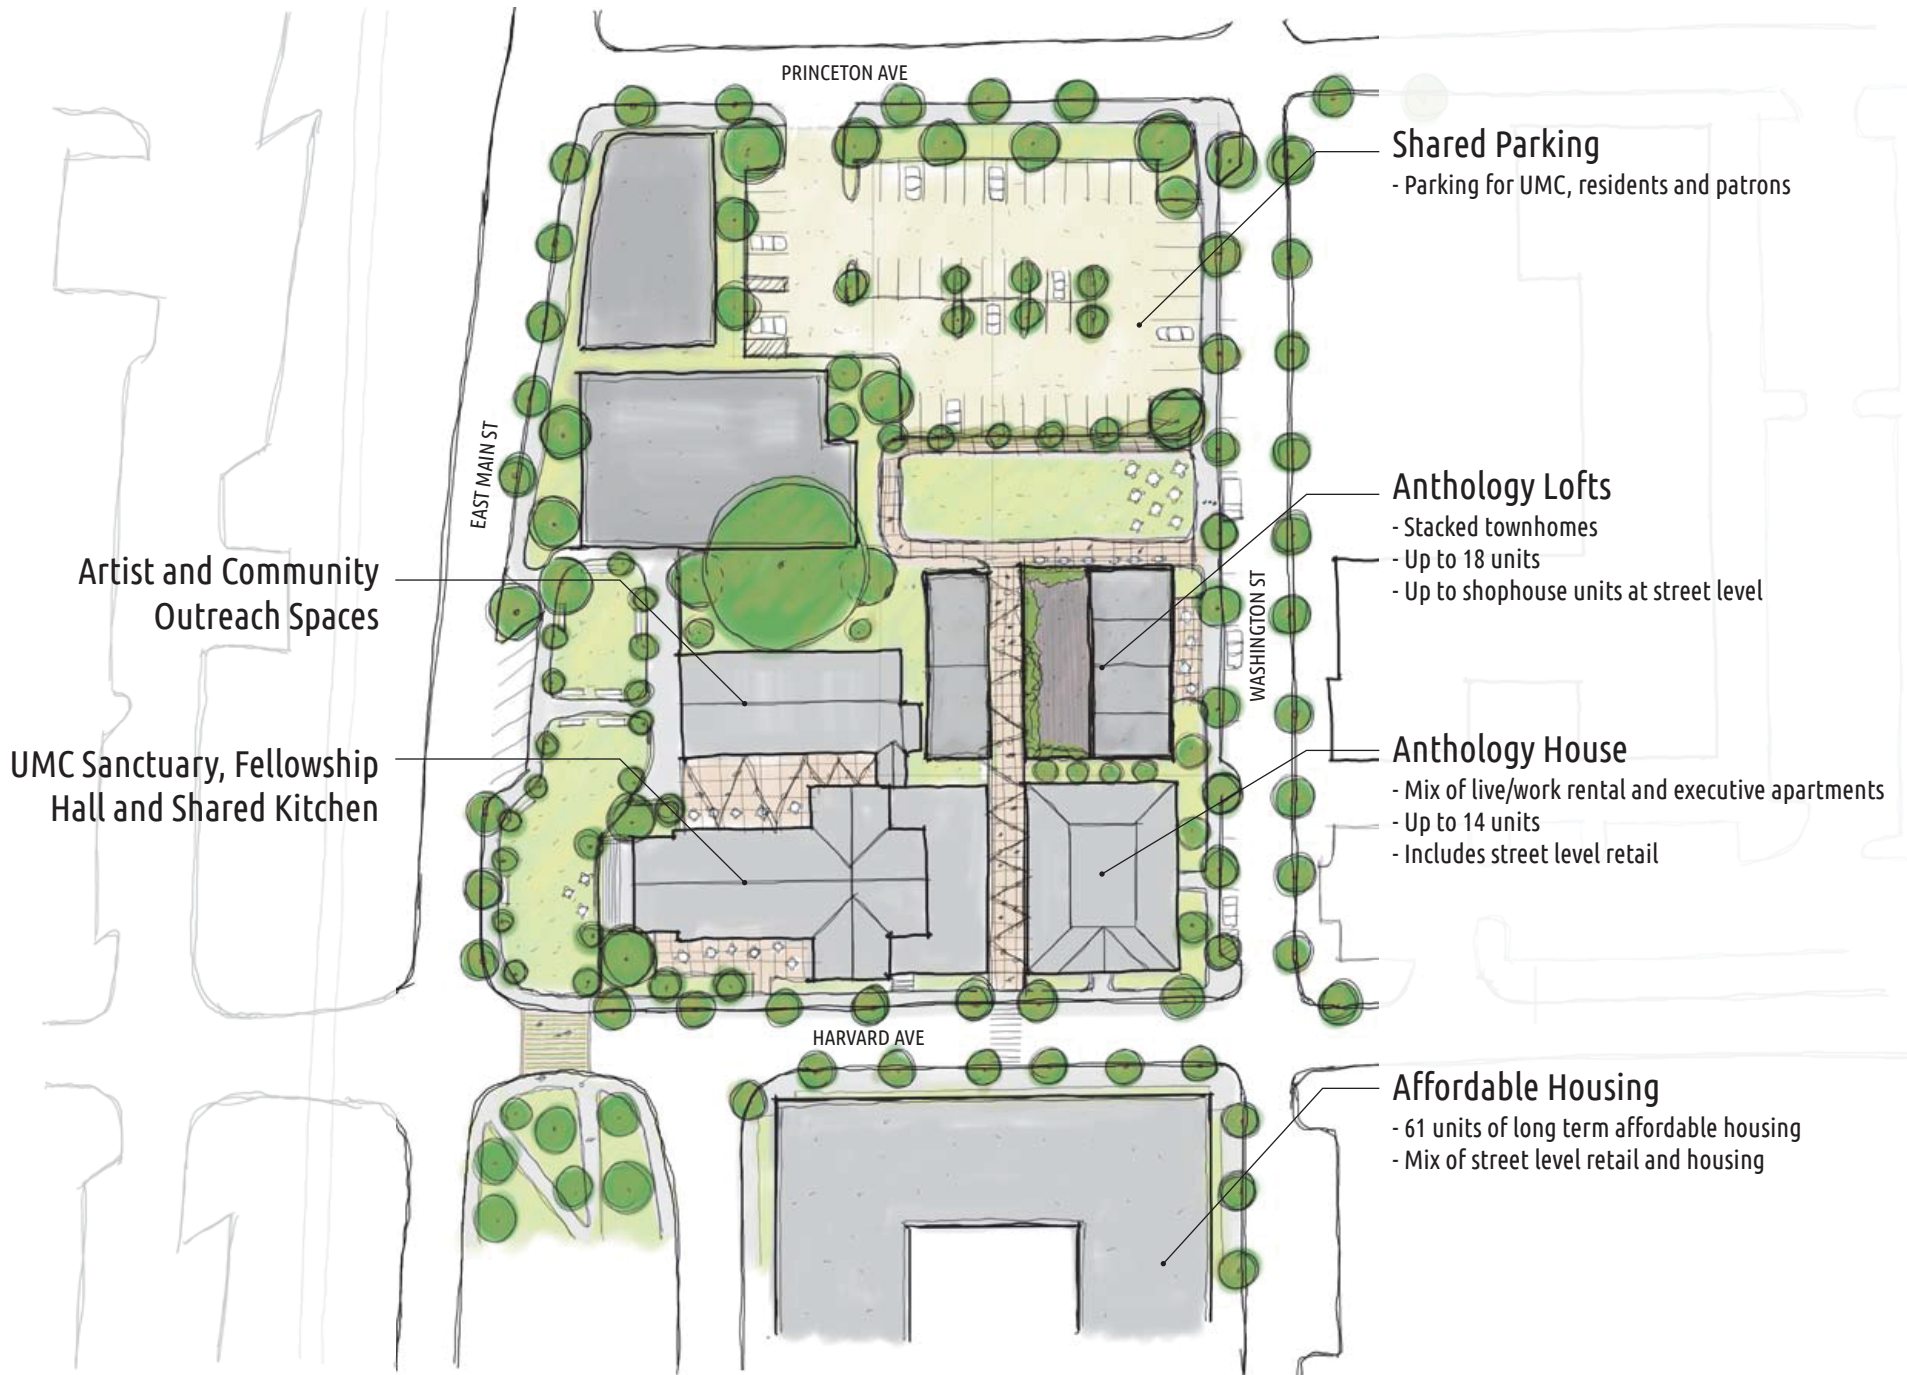 PRINCETON AVE
Shared Parking
- Parking for UMC, residents and patrons
EAST MAIN ST
Anthology Lofts
- Stacked townhomes
- Up to 18 units
- Up to shophouse units at street level
Artist and Community
Outreach Spaces
WASHINGTON ST
UMC Sanctuary, Fellowship
Hall and Shared Kitchen
Anthology House
- Mix of live/work rental and executive apartments
- Up to 14 units
- Includes street level retail
HARVARD AVE
Affordable Housing
- 61 units of long term affordable housing
- Mix of street level retail and housing